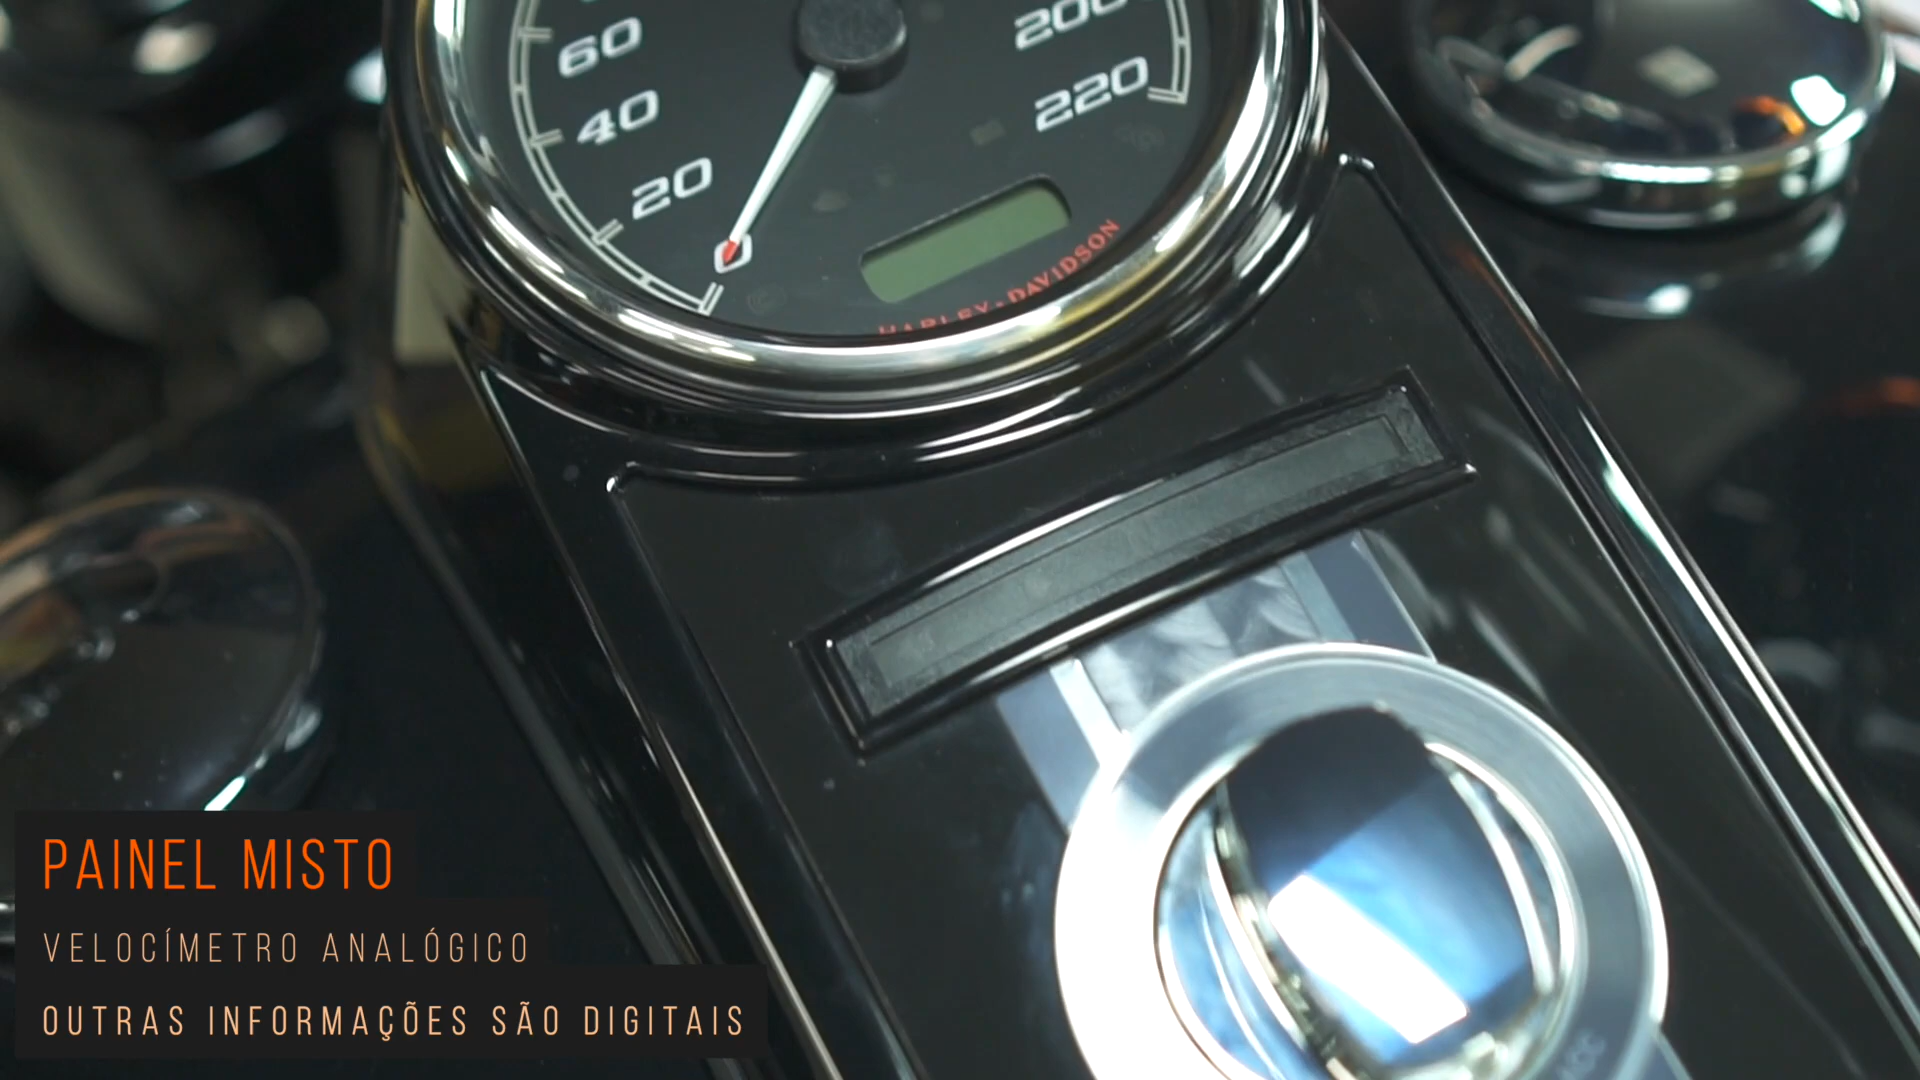 60
200
40
220
20
0
HARLEY-DAVIDSON
PAINEL MISTO
VELOCÍMETRO ANALÓGICO
OUTRAS INFORMAÇÕES SÃO DIGITAIS